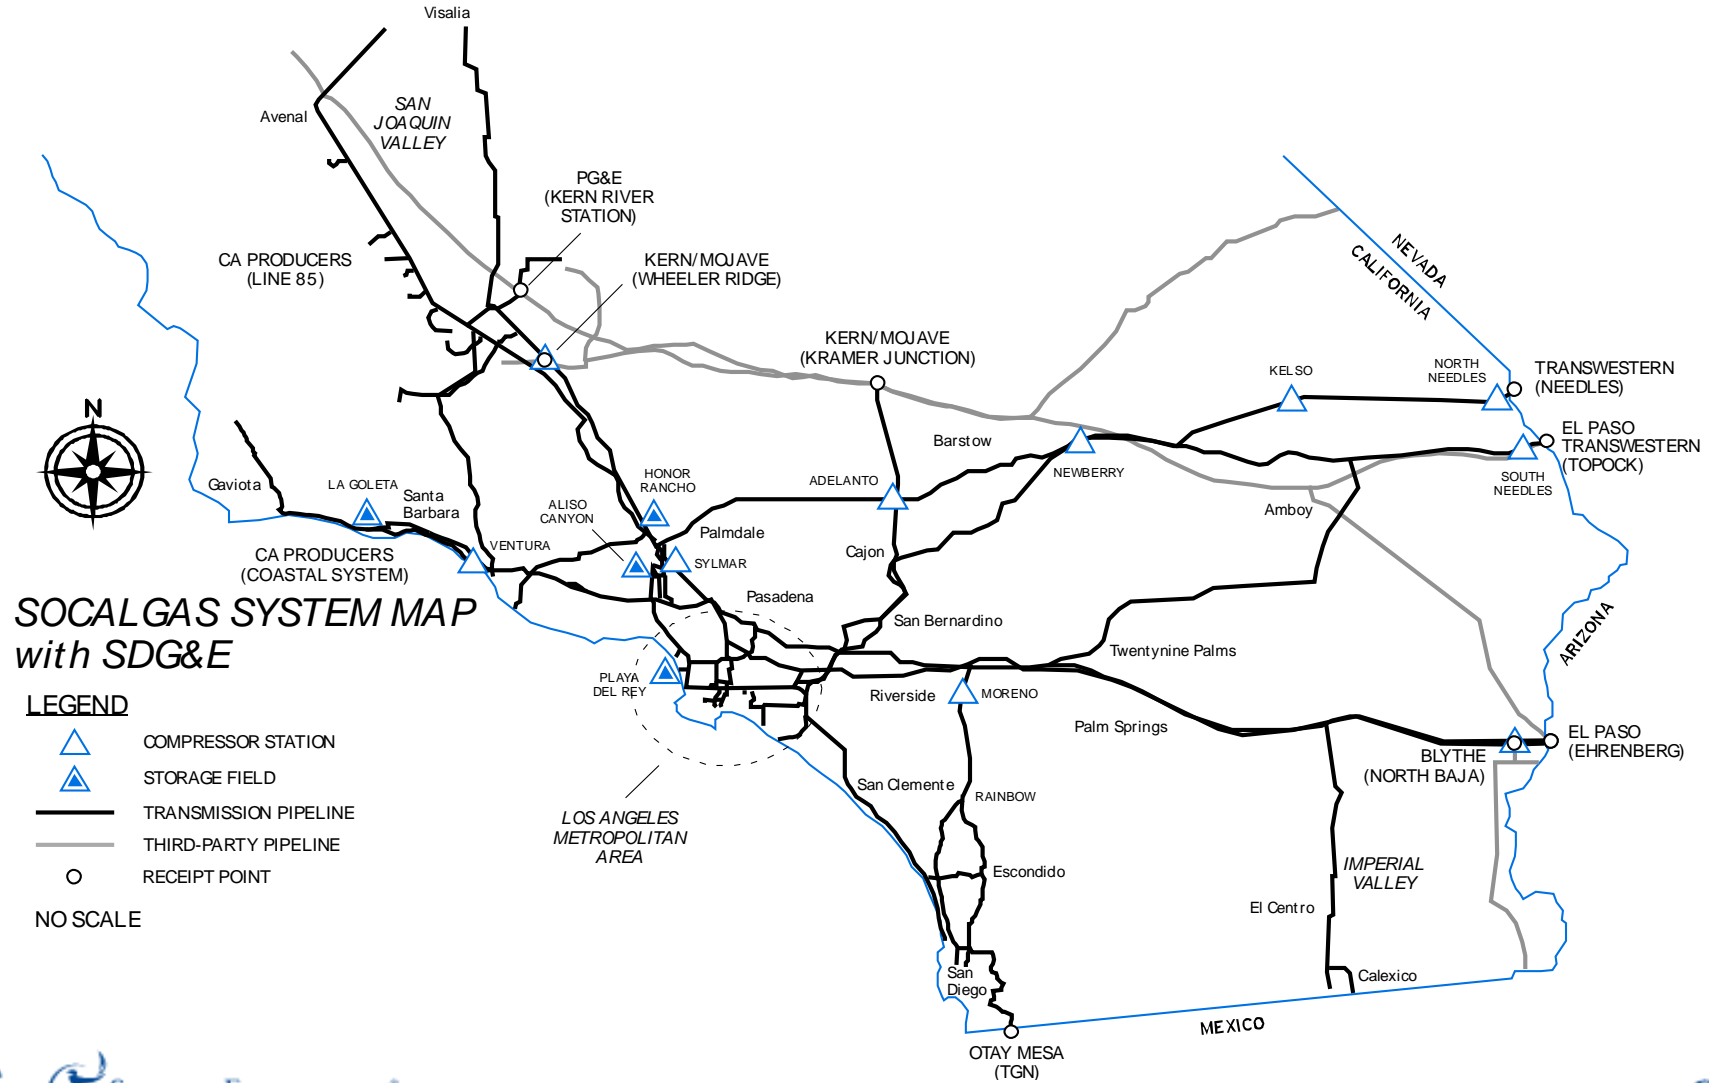 Visalia
Avenal
SAN
JOAQUIN
VALLEY
PG&E
(KERN RIVER
STATION)
CA PRODUCERS
(LINE 85)
KERN/MOJAVE
(WHEELER RIDGE)
NEVADA
CALIFORNIA
KERN/MOJAVE
(KRAMER JUNCTION)
KELSO
NORTH
NEEDLES
TRANSWESTERN
(NEEDLES)
N
EL PASO
TRANSWESTERN
(TOPOCK)
Barstow
NEWBERRY
SOUTH
NEEDLES
Gaviota
LA GOLETA
Santa
Barbara
HONOR
RANCHO
ALISO
CANYON
ADELANTO
Amboy
Palmdale
Cajon
VENTURA
SYLMAR
CA PRODUCERS
(COASTAL SYSTEM)
Pasadena
SOCALGAS SYSTEM MAP
with SDG&E
San Bernardino
ARIZONA
Twentynine Palms
PLAYA
DEL REY
Riverside
MORENO
Palm Springs
LEGEND
COMPRESSOR STATION
STORAGE FIELD
TRANSMISSION PIPELINE
THIRD-PARTY PIPELINE
RECEIPT POINT
NO SCALE
EL PASO
(EHRENBERG)
BLYTHE
(NORTH BAJA)
San Clemente
RAINBOW
LOS ANGELES
METROPOLITAN
AREA
Escondido
IMPERIAL
VALLEY
El Centro
San
Diego
Calexico
MEXICO
OTAY MESA
(TGN)